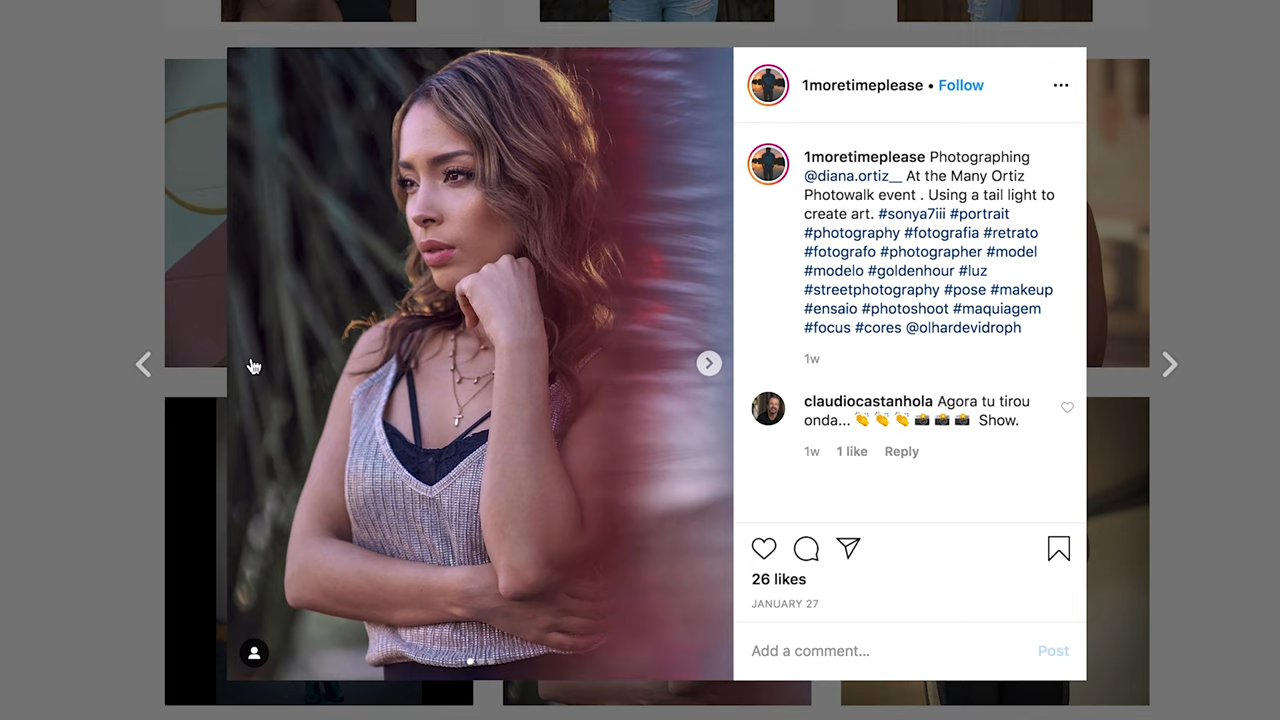 1moretimeplease • Follow
1moretimeplease Photographing
@diana.ortiz__ At the Many Ortiz
Photowalk event . Using a tail light to
create art. #sonya7iii #portrait
#photography #fotografia #retrato
#fotografo #photographer #model
#modelo #goldenhour #luz
#streetphotography #pose #makeup
#ensaio #photoshoot #maquiagem
#focus #cores @olhardevidroph
1w
claudiocastanhola Agora tu tirou
onda... 👏👏👏📸📸📸 Show.
1w 1 like Reply
26 likes
JANUARY 27
Add a comment... Post